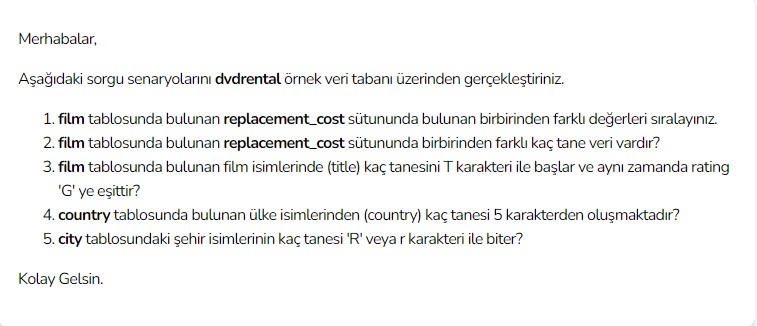 Merhabalar,
Aşağıdaki sorgu senaryolarını dvdrental örnek veri tabanı üzerinden gerçekleştiriniz.
1. film tablosunda bulunan replacement_cost sütununda bulunan birbirinden farklı değerleri sıralayınız.
2. film tablosunda bulunan replacement_cost sütununda birbirinden farklı kaç tane veri vardır?
3. film tablosunda bulunan film isimlerinde (title) kaç tanesini T karakteri ile başlar ve aynı zamanda rating
'G' ye eşittir?
4. country tablosunda bulunan ülke isimlerinden (country) kaç tanesi 5 karakterden oluşmaktadır?
5. city tablosundaki şehir isimlerinin kaç tanesi 'R' veya r karakteri ile biter?
Kolay Gelsin.